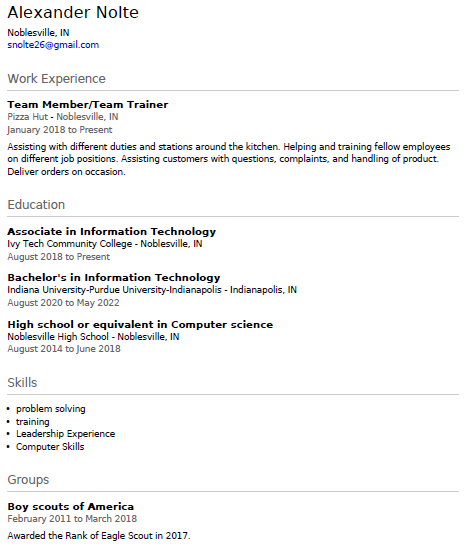 Alexander Nolte
Noblesville, IN
snolte26@gmail.com
Work Experience
Team Member/Team Trainer
Pizza Hut - Noblesville, IN
January 2018 to Present
Assisting with different duties and stations around the kitchen. Helping and training fellow employees
on different job positions. Assisting customers with questions, complaints, and handling of product.
Deliver orders on occasion.
Education
Associate in Information Technology
Ivy Tech Community College - Noblesville, IN
August 2018 to Present
Bachelor's in Information Technology
Indiana University-Purdue University-Indianapolis - Indianapolis, IN
August 2020 to May 2022
High school or equivalent in Computer science
Noblesville High School - Noblesville, IN
August 2014 to June 2018
Skills
• problem solving
• training
• Leadership Experience
• Computer Skills
Groups
Boy scouts of America
February 2011 to March 2018
Awarded the Rank of Eagle Scout in 2017.